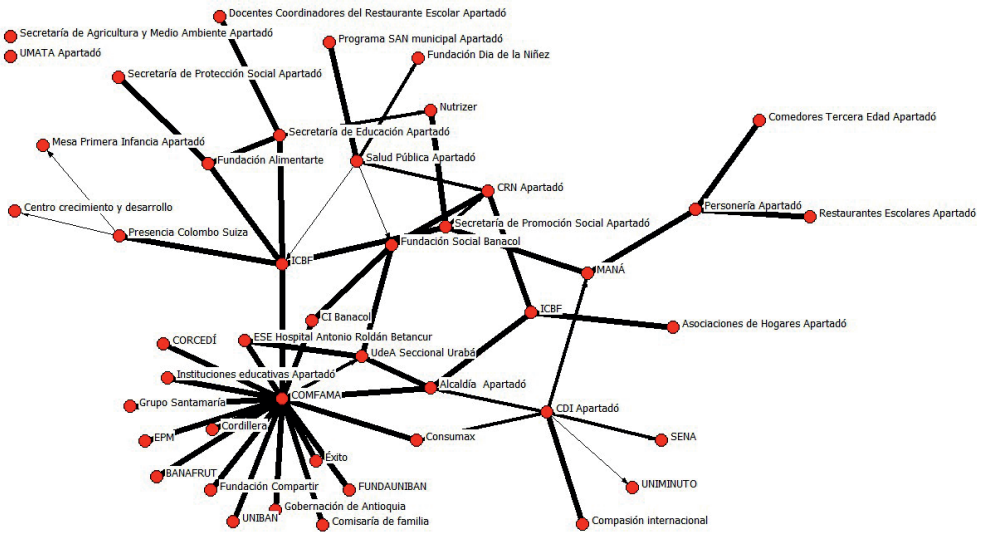 Docentes Coordinadores del Restaurante Escolar Apartadó
Secretaría de Agricultura y Medio Ambiente Apartadó
Programa SAN municipal Apartadó
UMATA Apartadó
Fundación Dia de la Niñez
Secretaría de Protección Social Apartadó
Nutrizer
Comedores Tercera Edad Apartadó
Secretaría de Educación Apartadó
Mesa Primera Infancia Apartadó
Fundación Alimentarte
Salud Pública Apartadó
CRN Apartadó
Centro crecimiento y desarrollo
Personería Apartadó
Restaurantes Escolares Apartadó
Secretaría de Promoción Social Apartadó
Presencia Colombo Suiza
Fundación Social Banacol
ICBF
MANÁ
CI Banacol
ICBF
Asociaciones de Hogares Apartadó
CORCEDÍ
ESE Hospital Antonio Roldán Betancur
UdeA Seccional Urabá
Instituciones educativas Apartadó
Alcaldía Apartadó
COMFAMA
Grupo Santamaría
CDI Apartadó
Cordillera
EPM
Consumax
SENA
Éxito
BANAFRUT
Fundación Compartir
FUNDAUNIBAN
UNIMINUTO
Gobernación de Antioquia
UNIBAN
Comisaría de familia
Compasión internacional